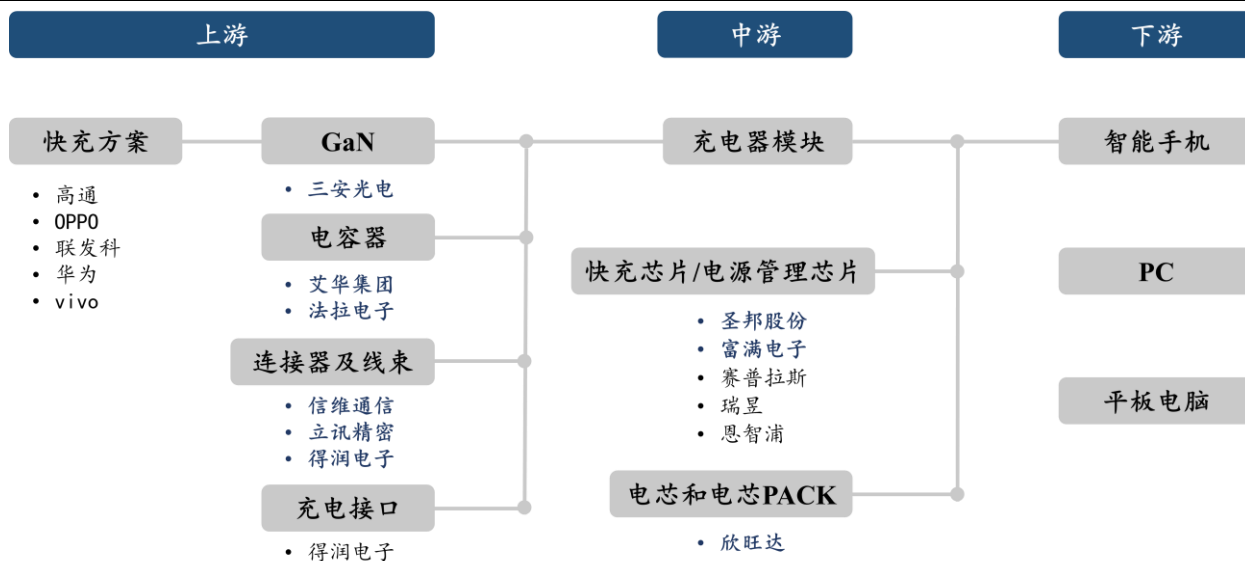 上游
中游
下游
快充方案
• 高通
• OPPO
• 联发科
• 华为
• vivo
GaN
• 三安光电
电容器
• 艾华集团
• 法拉电子
连接器及线束
• 信维通信
• 立讯精密
• 得润电子
充电接口
• 得润电子
充电器模块
快充芯片/电源管理芯片
• 圣邦股份
• 富满电子
• 赛普拉斯
• 瑞昱
• 恩智浦
电芯和电芯PACK
• 欣旺达
智能手机
PC
平板电脑